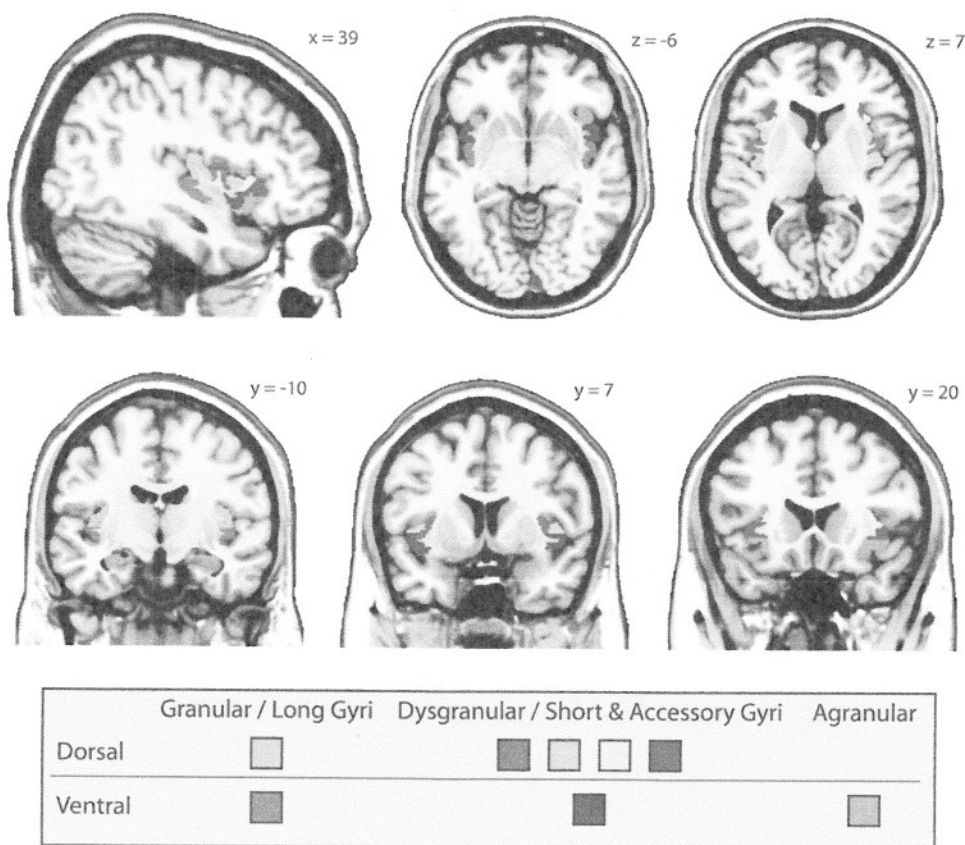 x = 39
z = -6
z = 7
y = -10
y = 7
y = 20
Granular / Long Gyri Dysgranular / Short & Accessory Gyri Agranular
Dorsal
Ventral